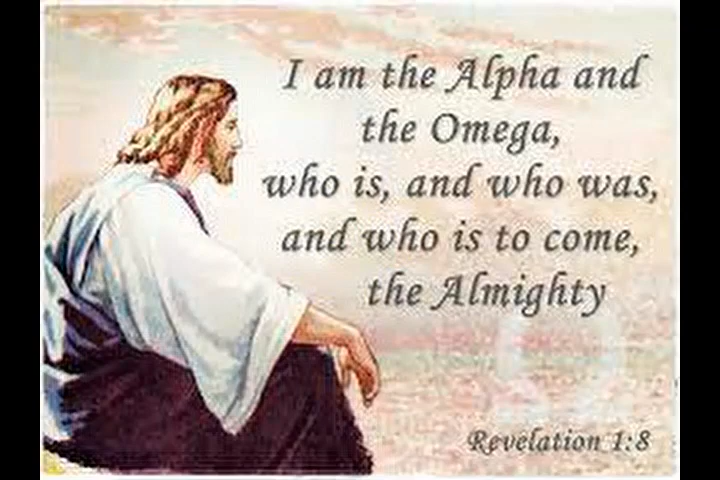 I am the Alpha and
the Omega,
who is, and who was,
and who is to come,
the Almighty
Revelation 1:8